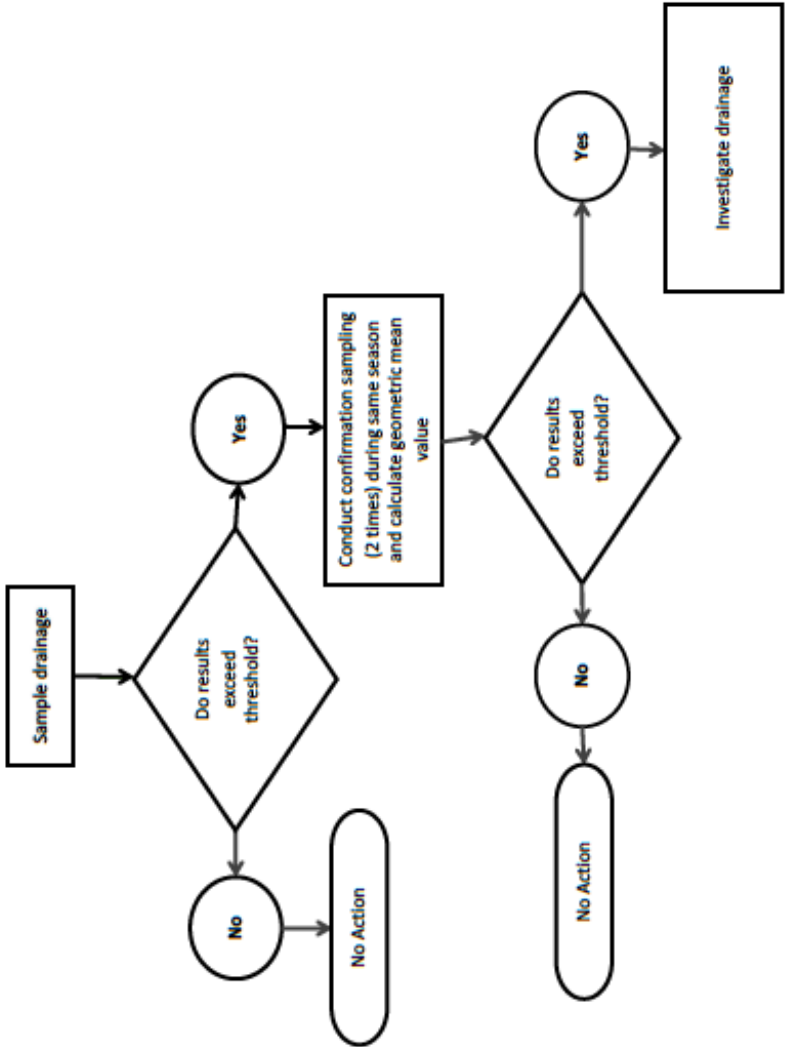 Sample drainage
Do results
exceed
threshold?
No
No Action
Yes
Conduct confirmation sampling
(2 times) during same season
and calculate geometric mean
value
Do results
exceed
threshold?
No
No Action
Yes
Investigate drainage